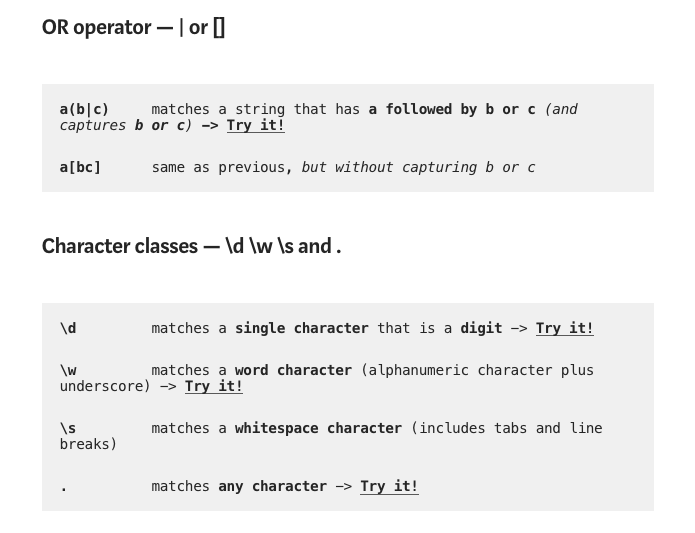 OR operator — | or []
a(b|c)     matches a string that has a followed by b or c (and
captures b or c) —> Try it!
a[bc]      same as previous, but without capturing b or c
Character classes — \d \w \s and .
\d         matches a single character that is a digit —> Try it!
\w         matches a word character (alphanumeric character plus
underscore) —> Try it!
\s         matches a whitespace character (includes tabs and line
breaks)
.          matches any character —> Try it!